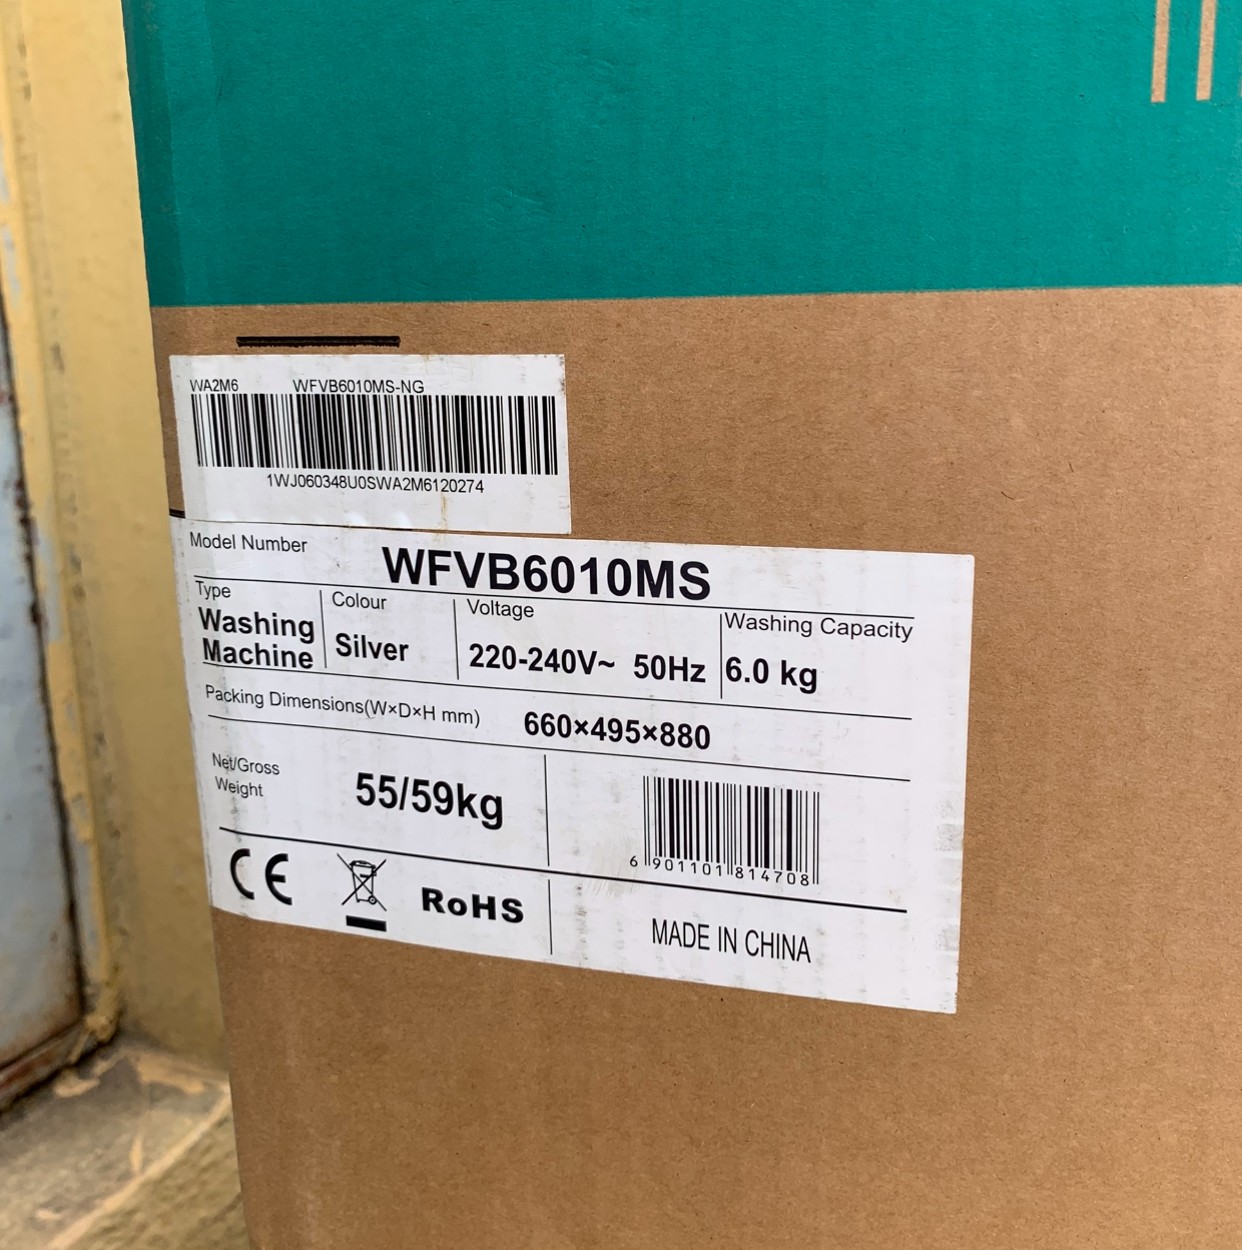 WA2M6 WFVB6010MS-NG
1WJ060348U0SWA2M6120274
Model Number WFVB6010MS
Type Colour Voltage Washing Capacity
Washing Machine Silver 220-240V~ 50Hz 6.0 kg
Packing Dimensions(W×D×H mm) 660×495×880
Net/Gross Weight 55/59kg
6 901101 814708
CE RoHS MADE IN CHINA